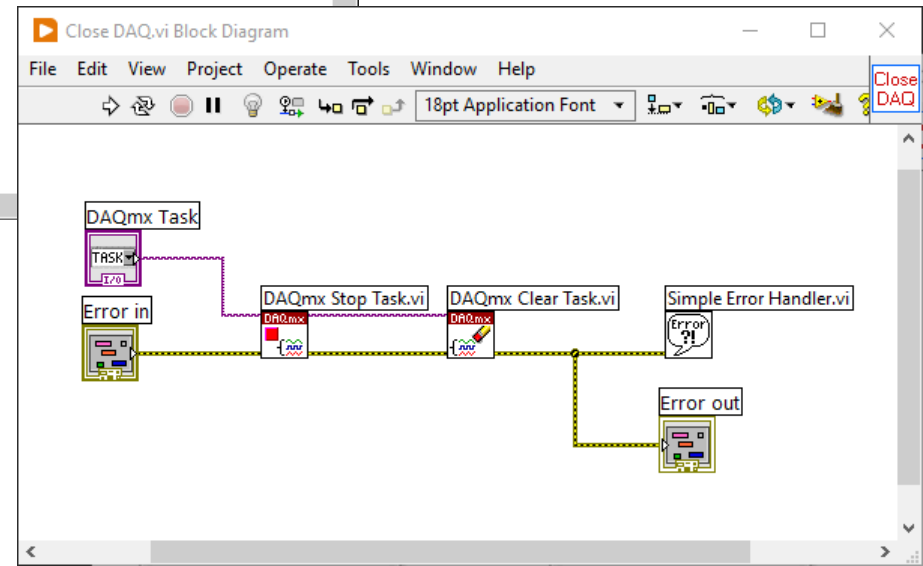 Close DAQ.vi Block Diagram
File Edit View Project Operate Tools Window Help
Close
DAQ
18pt Application Font
DAQmx Task
TASK
I/O
Error in
DAQmx Stop Task.vi
DAQmx Clear Task.vi
Simple Error Handler.vi
DAQmx
DAQmx
Error
?!
Error out